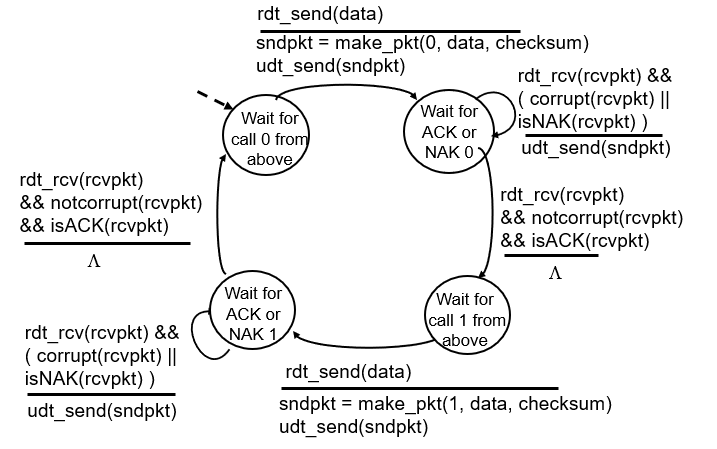 rdt_send(data)
sndpkt = make_pkt(0, data, checksum)
udt_send(sndpkt)
rdt_rcv(rcvpkt) &&
( corrupt(rcvpkt) ||
isNAK(rcvpkt) )
udt_send(sndpkt)
Wait for
call 0 from
above
Wait for
ACK or
NAK 0
rdt_rcv(rcvpkt)
&& notcorrupt(rcvpkt)
&& isACK(rcvpkt)
Λ
rdt_rcv(rcvpkt)
&& notcorrupt(rcvpkt)
&& isACK(rcvpkt)
Λ
Wait for
ACK or
NAK 1
Wait for
call 1 from
above
rdt_rcv(rcvpkt) &&
( corrupt(rcvpkt) ||
isNAK(rcvpkt) )
udt_send(sndpkt)
rdt_send(data)
sndpkt = make_pkt(1, data, checksum)
udt_send(sndpkt)